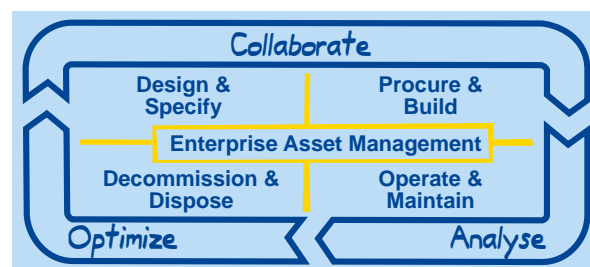 Collaborate
Design &
Specify
Procure &
Build
Enterprise Asset Management
Decommission &
Dispose
Operate &
Maintain
Optimize
Analyse